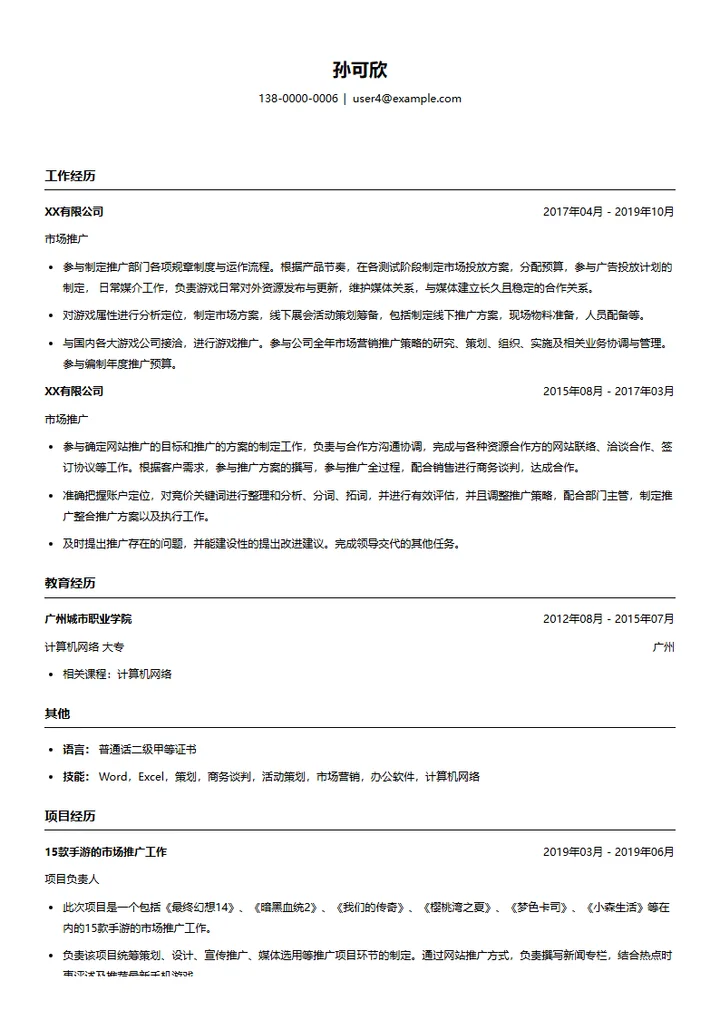 孙可欣
138-0000-0006 | user4@example.com
工作经历
XX有限公司 2017年04月 - 2019年10月
市场推广
• 参与制定推广部门各项规章制度与运作流程。根据产品节奏，在各测试阶段制定市场投放方案，分配预算，参与广告投放计划的
制定， 日常媒介工作，负责游戏日常对外资源发布与更新，维护媒体关系，与媒体建立长久且稳定的合作关系。
• 对游戏属性进行分析定位，制定市场方案，线下展会活动策划筹备，包括制定线下推广方案，现场物料准备，人员配备等。
• 与国内各大游戏公司接洽，进行游戏推广。参与公司全年市场营销推广策略的研究、策划、组织、实施及相关业务协调与管理。
参与编制年度推广预算。
XX有限公司 2015年08月 - 2017年03月
市场推广
• 参与确定网站推广的目标和推广的方案的制定工作，负责与合作方沟通协调，完成与各种资源合作方的网站联络、洽谈合作、签
订协议等工作。根据客户需求，参与推广方案的撰写，参与推广全过程，配合销售进行商务谈判，达成合作。
• 准确把握账户定位，对竞价关键词进行整理和分析、分词、拓词，并进行有效评估，并且调整推广策略，配合部门主管，制定推
广整合推广方案以及执行工作。
• 及时提出推广存在的问题，并能建设性的提出改进建议。完成领导交代的其他任务。
教育经历
广州城市职业学院 2012年08月 - 2015年07月
计算机网络 大专 广州
• 相关课程：计算机网络
其他
• 语言： 普通话二级甲等证书
• 技能： Word，Excel，策划，商务谈判，活动策划，市场营销，办公软件，计算机网络
项目经历
15款手游的市场推广工作 2019年03月 - 2019年06月
项目负责人
• 此次项目是一个包括《最终幻想14》、《暗黑血统2》、《我们的传奇》、《樱桃湾之夏》、《梦色卡司》、《小森生活》等在
内的15款手游的市场推广工作。
• 负责该项目统筹策划、设计、宣传推广、媒体选用等推广项目环节的制定。通过网站推广方式，负责撰写新闻专栏，结合热点时
事评述及推荐最新手机游戏